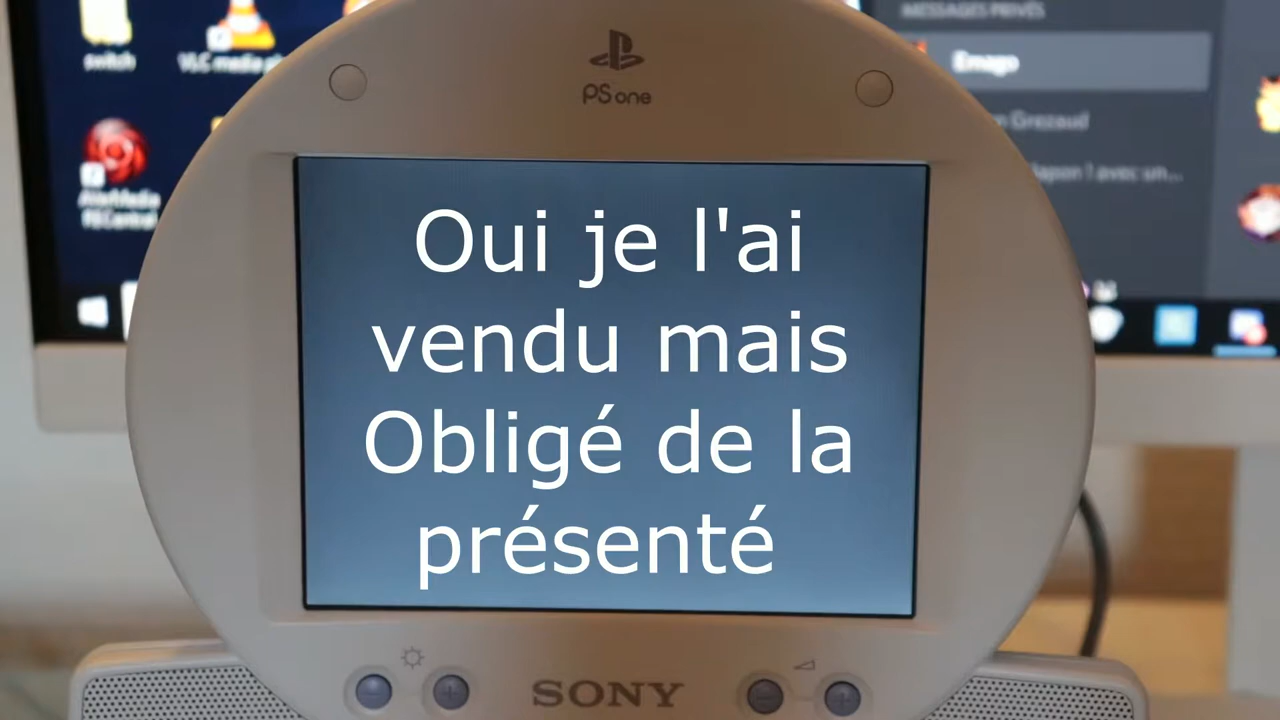 switch
VLC media
MESSAGES PRIVÉS
Emago
Grezaud
Japon ! avec un...
PS one
Oui je l'ai
vendu mais
Obligé de la
présenté
SONY